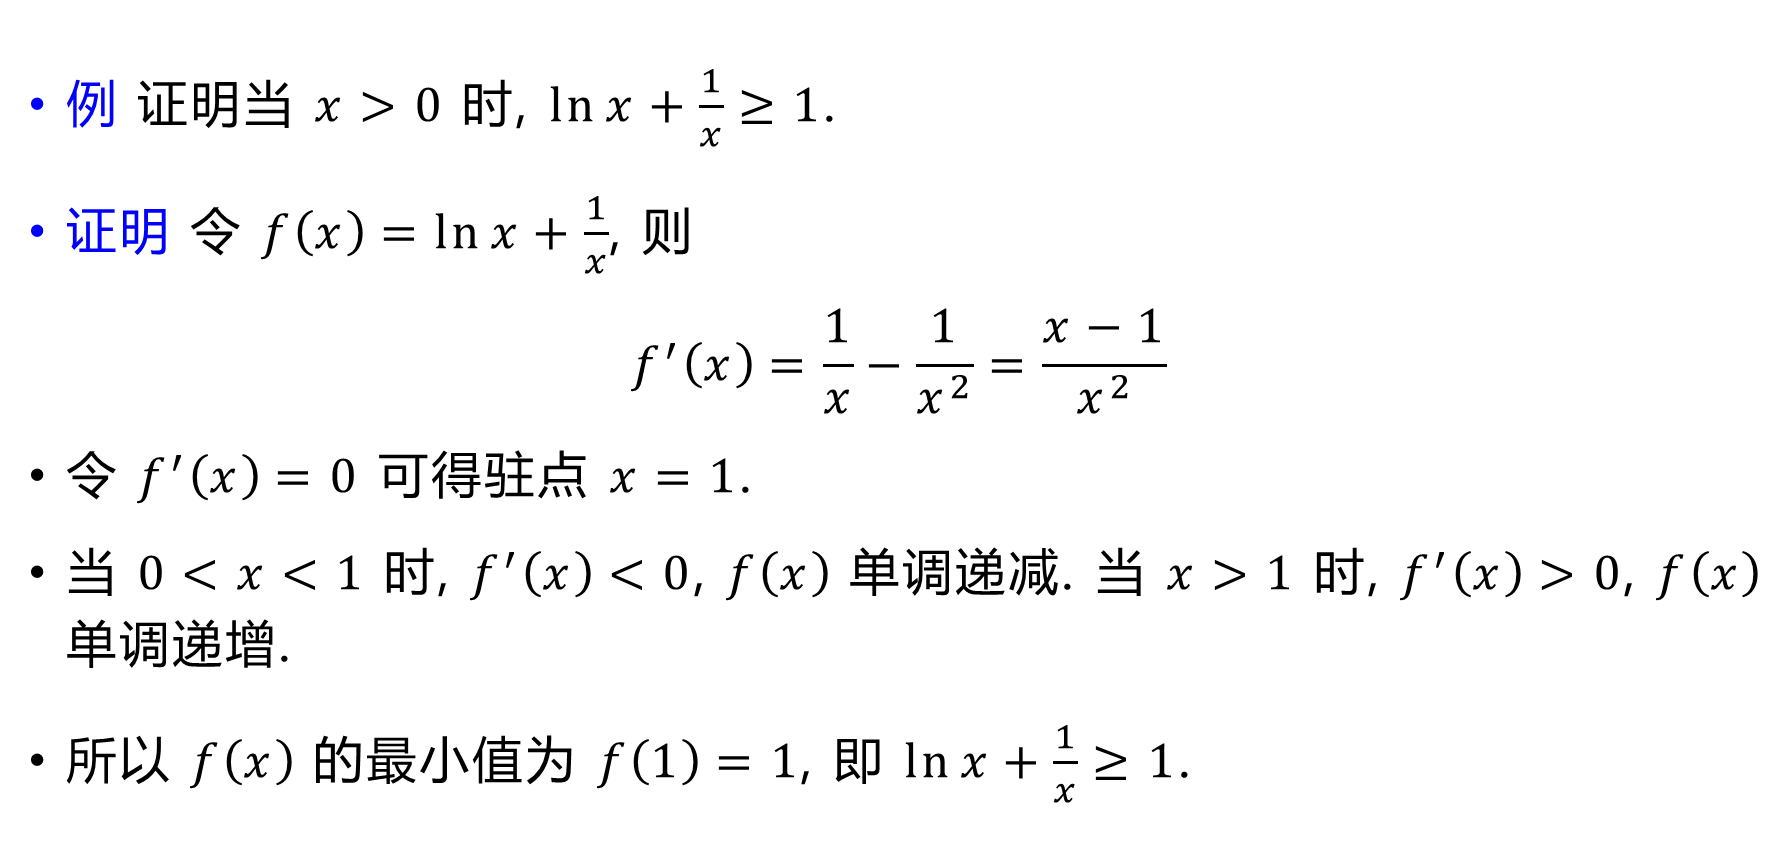 • 例 证明当 x > 0 时, ln x + 1/x ≥ 1.
• 证明 令 f(x) = ln x + 1/x, 则
f′(x) = 1/x − 1/x² = (x − 1)/x²
• 令 f′(x) = 0 可得驻点 x = 1.
• 当 0 < x < 1 时, f′(x) < 0, f(x) 单调递减. 当 x > 1 时, f′(x) > 0, f(x)
单调递增.
• 所以 f(x) 的最小值为 f(1) = 1, 即 ln x + 1/x ≥ 1.